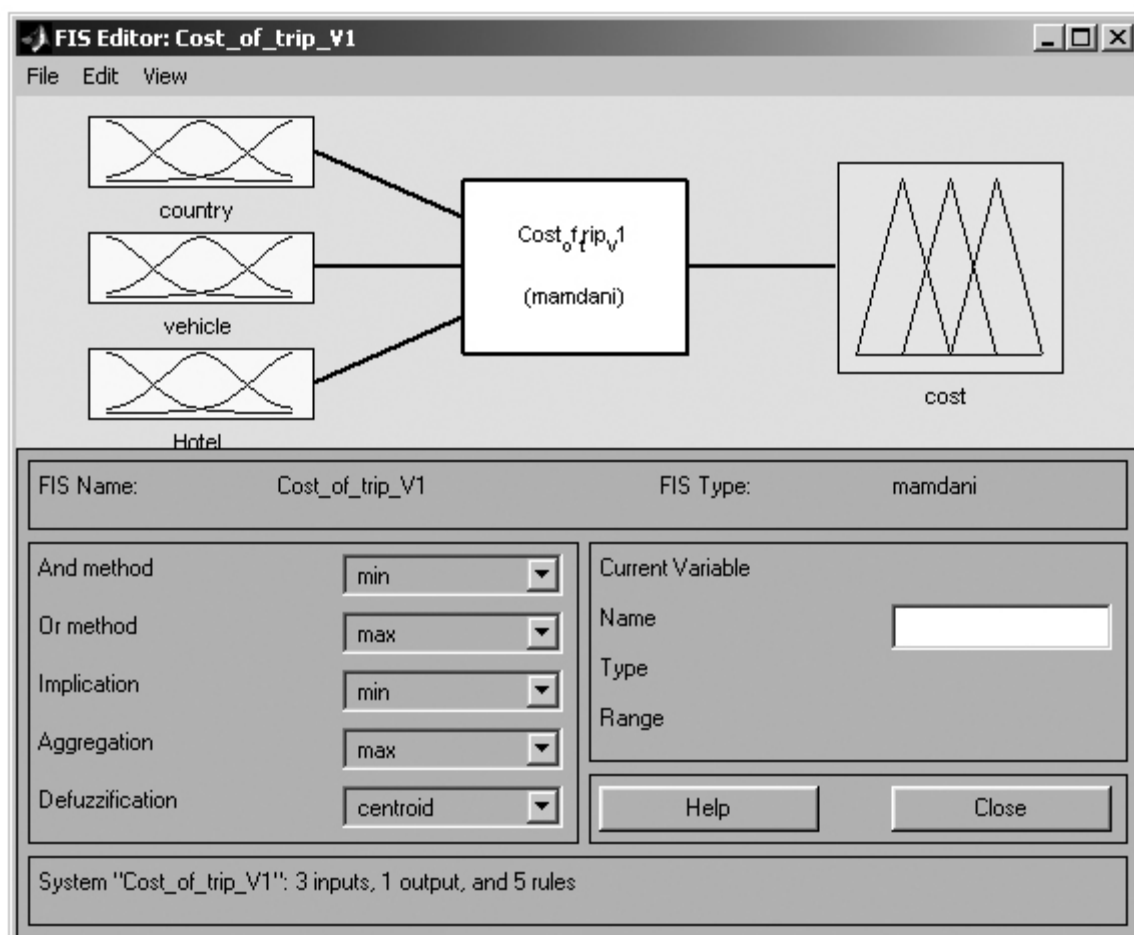 FIS Editor: Cost_of_trip_V1
File Edit View
country
vehicle
Hotel
Cost_of_trip_V1
(mamdani)
cost
FIS Name: Cost_of_trip_V1 FIS Type: mamdani
And method min
Or method max
Implication min
Aggregation max
Defuzzification centroid
Current Variable
Name
Type
Range
Help Close
System "Cost_of_trip_V1": 3 inputs, 1 output, and 5 rules